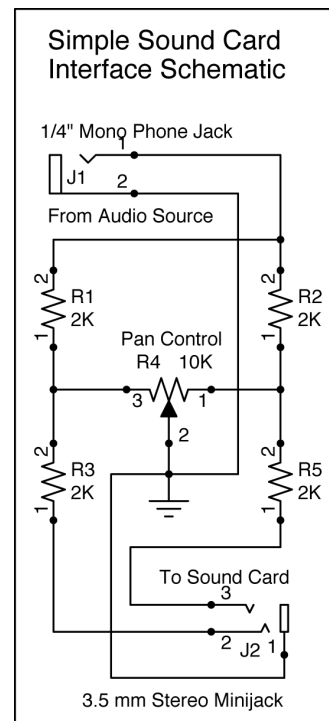 Simple Sound Card
Interface Schematic
1/4" Mono Phone Jack
1
J1
2
From Audio Source
2
R1
2K
1
2
R2
2K
1
Pan Control
R4 10K
3
1
2
2
R3
2K
1
2
R5
2K
1
To Sound Card
3
2
J2
1
3.5 mm Stereo Minijack